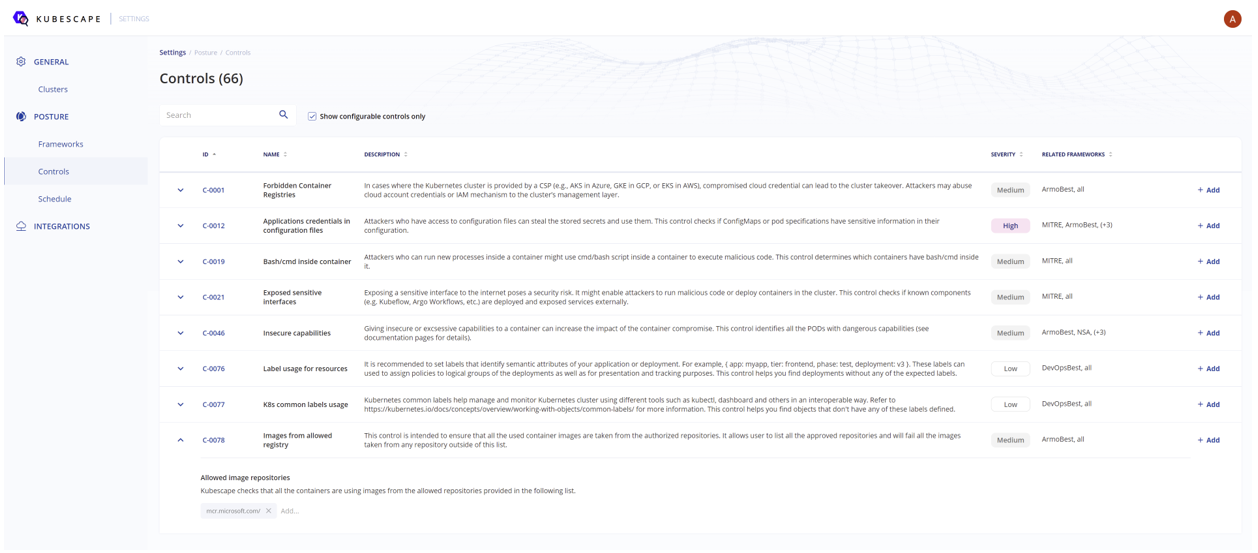 KUBESCAPE SETTINGS A
GENERAL
Clusters
POSTURE
Frameworks
Controls
Schedule
INTEGRATIONS
Settings / Posture / Controls
Controls (66)
Search Show configurable controls only
ID NAME DESCRIPTION SEVERITY RELATED FRAMEWORKS
C-0001 Forbidden Container Registries In cases where the Kubernetes cluster is provided by a CSP (e.g., AKS in Azure, GKE in GCP, or EKS in AWS), compromised cloud credential can lead to the cluster takeover. Attackers may abuse
cloud account credentials or IAM mechanism to the cluster's management layer. Medium ArmoBest, all + Add
C-0012 Applications credentials in configuration files Attackers who have access to configuration files can steal the stored secrets and use them. This control checks if ConfigMaps or pod specifications have sensitive information in their
configuration. High MITRE, ArmoBest, (+3) + Add
C-0019 Bash/cmd inside container Attackers who can run new processes inside a container might use cmd/bash script inside a container to execute malicious code. This control determines which containers have bash/cmd inside
it. Medium MITRE, all + Add
C-0021 Exposed sensitive interfaces Exposing a sensitive interface to the internet poses a security risk. It might enable attackers to run malicious code or deploy containers in the cluster. This control checks if known components
(e.g. Kubeflow, Argo Workflows, etc.) are deployed and exposed services externally. Medium MITRE, all + Add
C-0046 Insecure capabilities Giving insecure or excsessive capabilities to a container can increase the impact of the container compromise. This control identifies all the PODs with dangerous capabilities (see
documentation pages for details). Medium ArmoBest, NSA, (+3) + Add
C-0076 Label usage for resources It is recommended to set labels that identify semantic attributes of your application or deployment. For example, { app: myapp, tier: frontend, phase: test, deployment: v3 }. These labels can
used to assign policies to logical groups of the deployments as well as for presentation and tracking purposes. This control helps you find deployments without any of the expected labels. Low DevOpsBest, all + Add
C-0077 K8s common labels usage Kubernetes common labels help manage and monitor Kubernetes cluster using different tools such as kubectl, dashboard and others in an interoperable way. Refer to
https://kubernetes.io/docs/concepts/overview/working-with-objects/common-labels/ for more information. This control helps you find objects that don't have any of these labels defined. Low DevOpsBest, all + Add
C-0078 Images from allowed registry This control is intended to ensure that all the used container images are taken from the authorized repositories. It allows user to list all the approved repositories and will fail all the images
taken from any repository outside of this list. Medium ArmoBest, all + Add
Allowed image repositories
Kubescape checks that all the containers are using images from the allowed repositories provided in the following list.
mcr.microsoft.com/ Add...